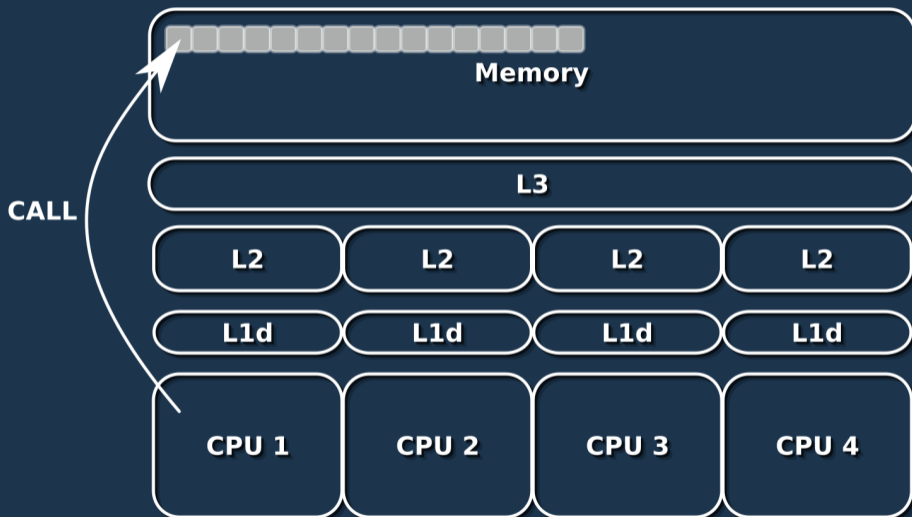 Memory
L3
CALL
L2 L2 L2 L2
L1d L1d L1d L1d
CPU 1 CPU 2 CPU 3 CPU 4